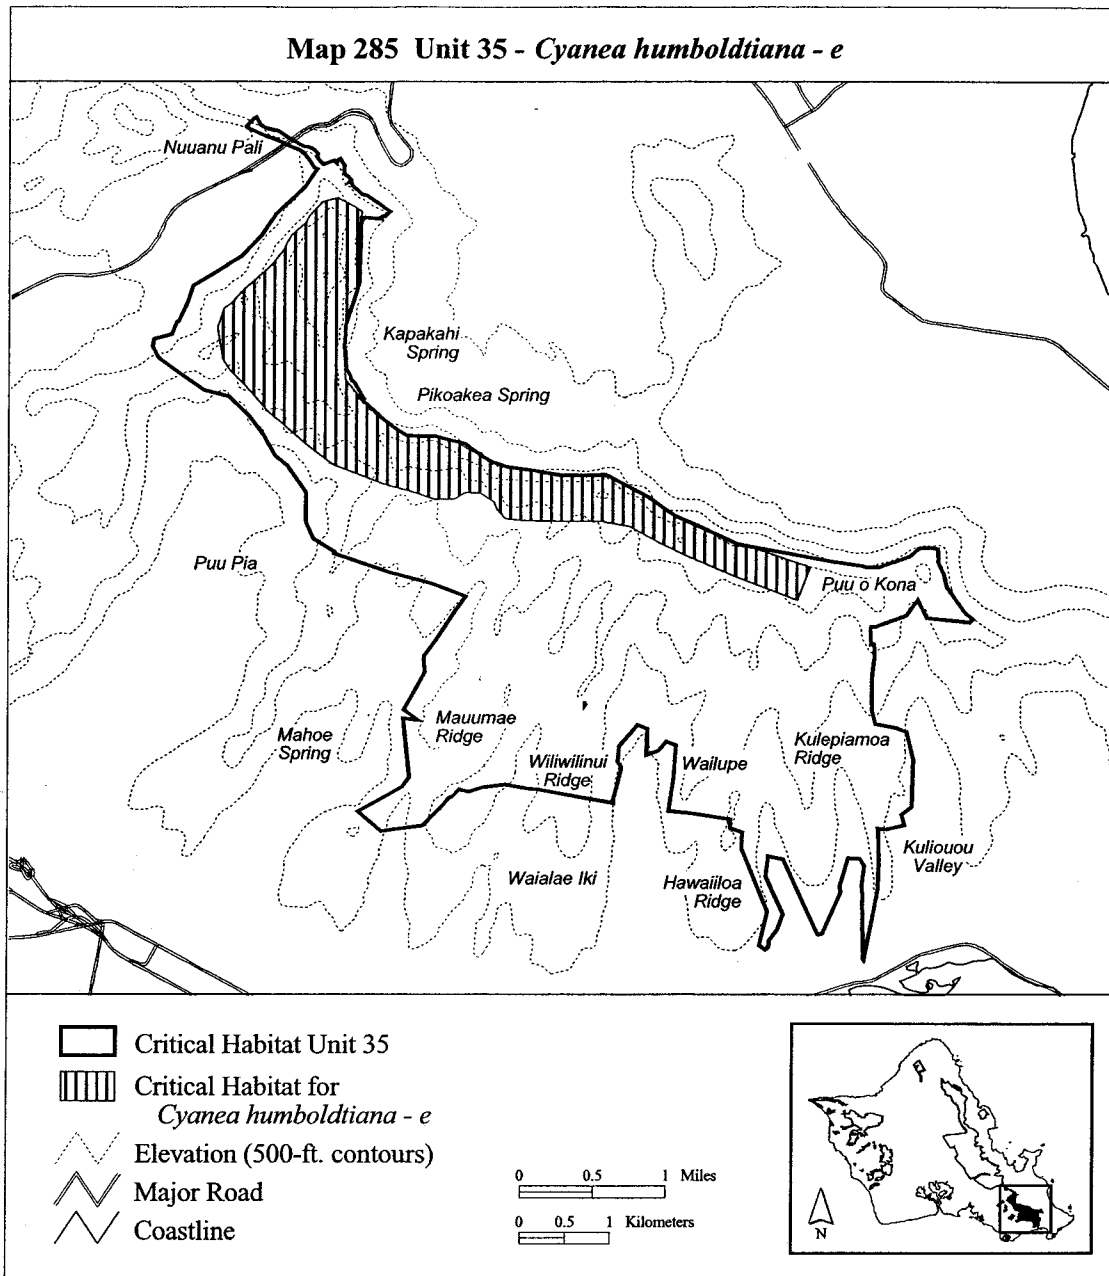 Map 285 Unit 35 - Cyanea humboldtiana - e
Nuuanu Pali
Kapakahi
Spring
Pikoakea Spring
Puu Pia
Puu o Kona
Mahoe
Spring
Mauumae
Ridge
Wiliwilinui
Ridge
Wailupe
Kulepiamoa
Ridge
Waialae Iki
Hawaiiloa
Ridge
Kuliouou
Valley
Critical Habitat Unit 35
Critical Habitat for
Cyanea humboldtiana - e
Elevation (500-ft. contours)
Major Road
Coastline
0 0.5 1 Miles
0 0.5 1 Kilometers
N